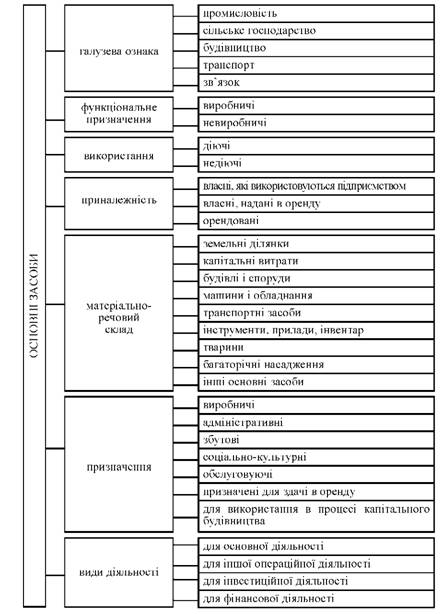 ОСНОВНІ ЗАСОБИ
галузева ознака
промисловість
сільське господарство
будівництво
транспорт
зв`язок
функціональне
призначення
виробничі
невиробничі
використання
діючі
недіючі
приналежність
власні, які використовуються підприємством
власні, надані в оренду
орендовані
матеріально-
речовий
склад
земельні ділянки
капітальні витрати
будівлі і споруди
машини і обладнання
транспортні засоби
інструменти, прилади, інвентар
тварини
багаторічні насадження
інші основні засоби
призначення
виробничі
адміністративні
збутові
соціально-культурні
обслуговуючі
призначені для здачі в оренду
для використання в процесі капітального
будівництва
види діяльності
для основної діяльності
для іншої операційної діяльності
для інвестиційної діяльності
для фінансової діяльності